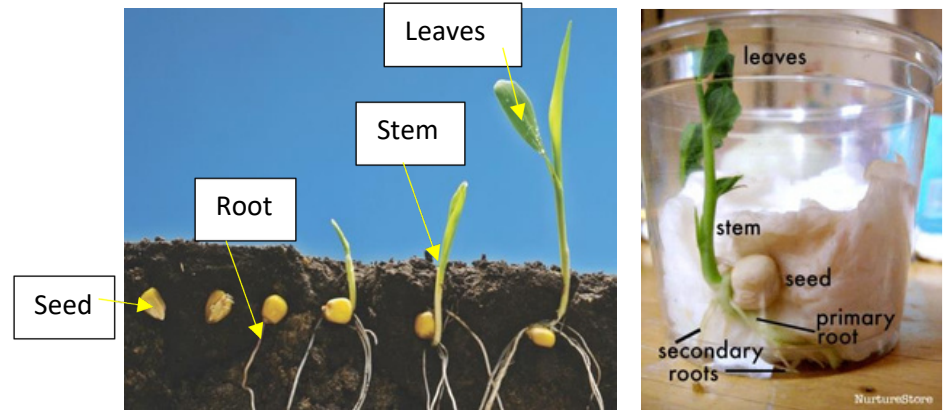 Leaves
Stem
Root
Seed
leaves
stem
seed
primary
root
secondary
roots
NurtureStore